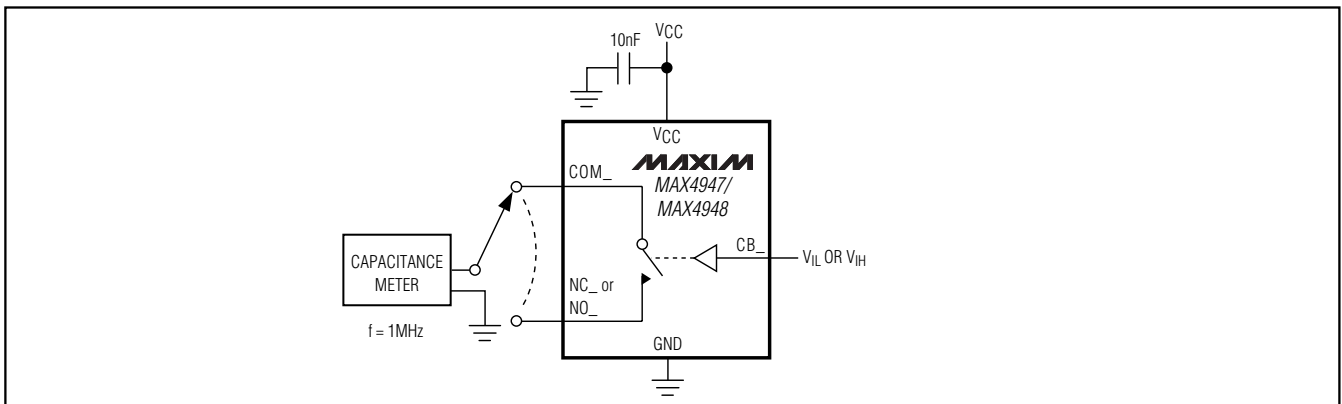 10nF
VCC
VCC
MAXIM
MAX4947/
MAX4948
COM_
CB_
VIL OR VIH
CAPACITANCE
METER
NC_ or
NO_
f = 1MHz
GND